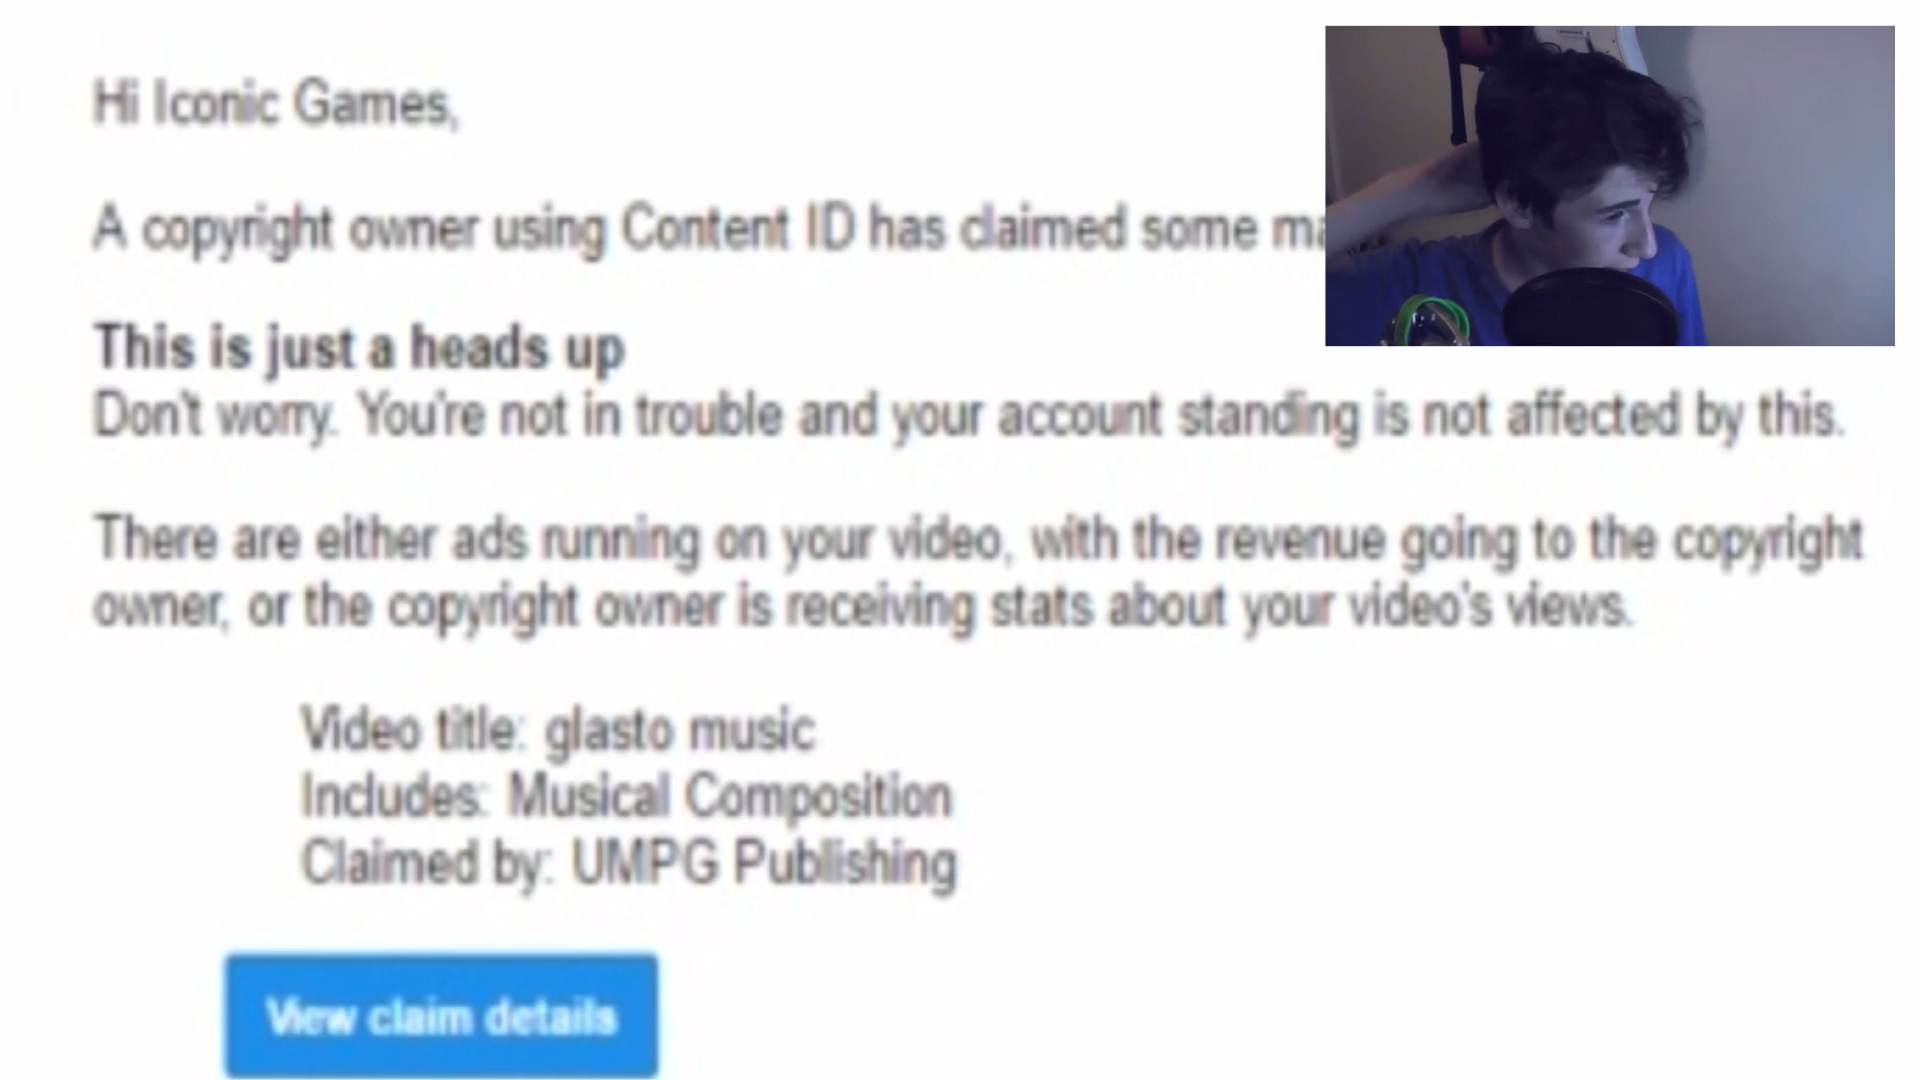 Hi Iconic Games,
A copyright owner using Content ID has claimed some
This is just a heads up
Don't worry. You're not in trouble and your account standing is not affected by this.
There are either ads running on your video, with the revenue going to the copyright
owner, or the copyright owner is receiving stats about your video's views.
Video title: glasto music
Includes: Musical Composition
Claimed by: UMPG Publishing
View claim details